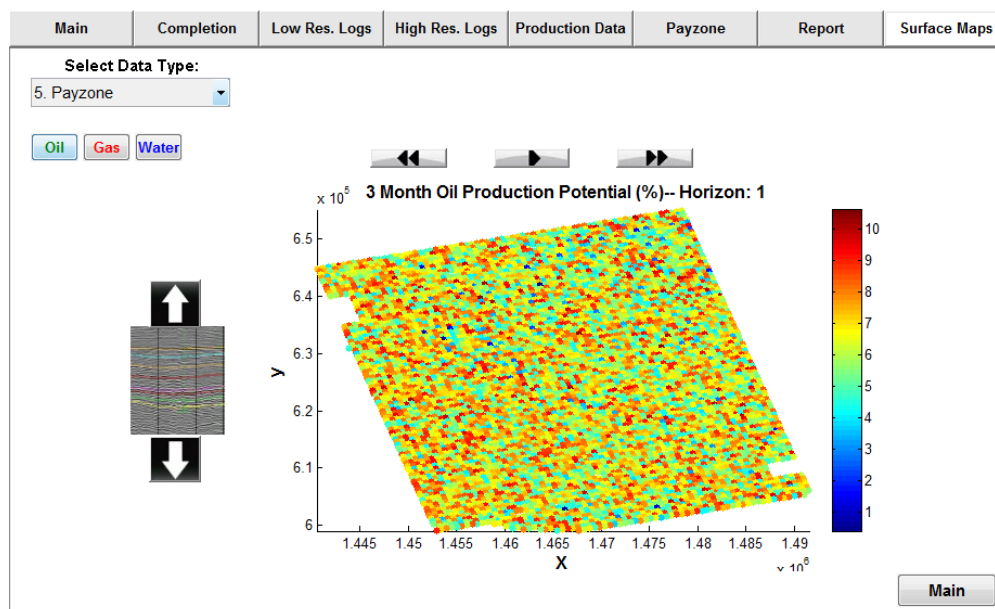 Main Completion Low Res. Logs High Res. Logs Production Data Payzone Report Surface Maps
Select Data Type:
5. Payzone
Oil Gas Water
3 Month Oil Production Potential (%)-- Horizon: 1
x 10^5
6.5
6.4
6.3
6.2
6.1
6
y
1.445 1.45 1.455 1.46 1.465 1.47 1.475 1.48 1.485 1.49
X
x 10^6
10
9
8
7
6
5
4
3
2
1
Main